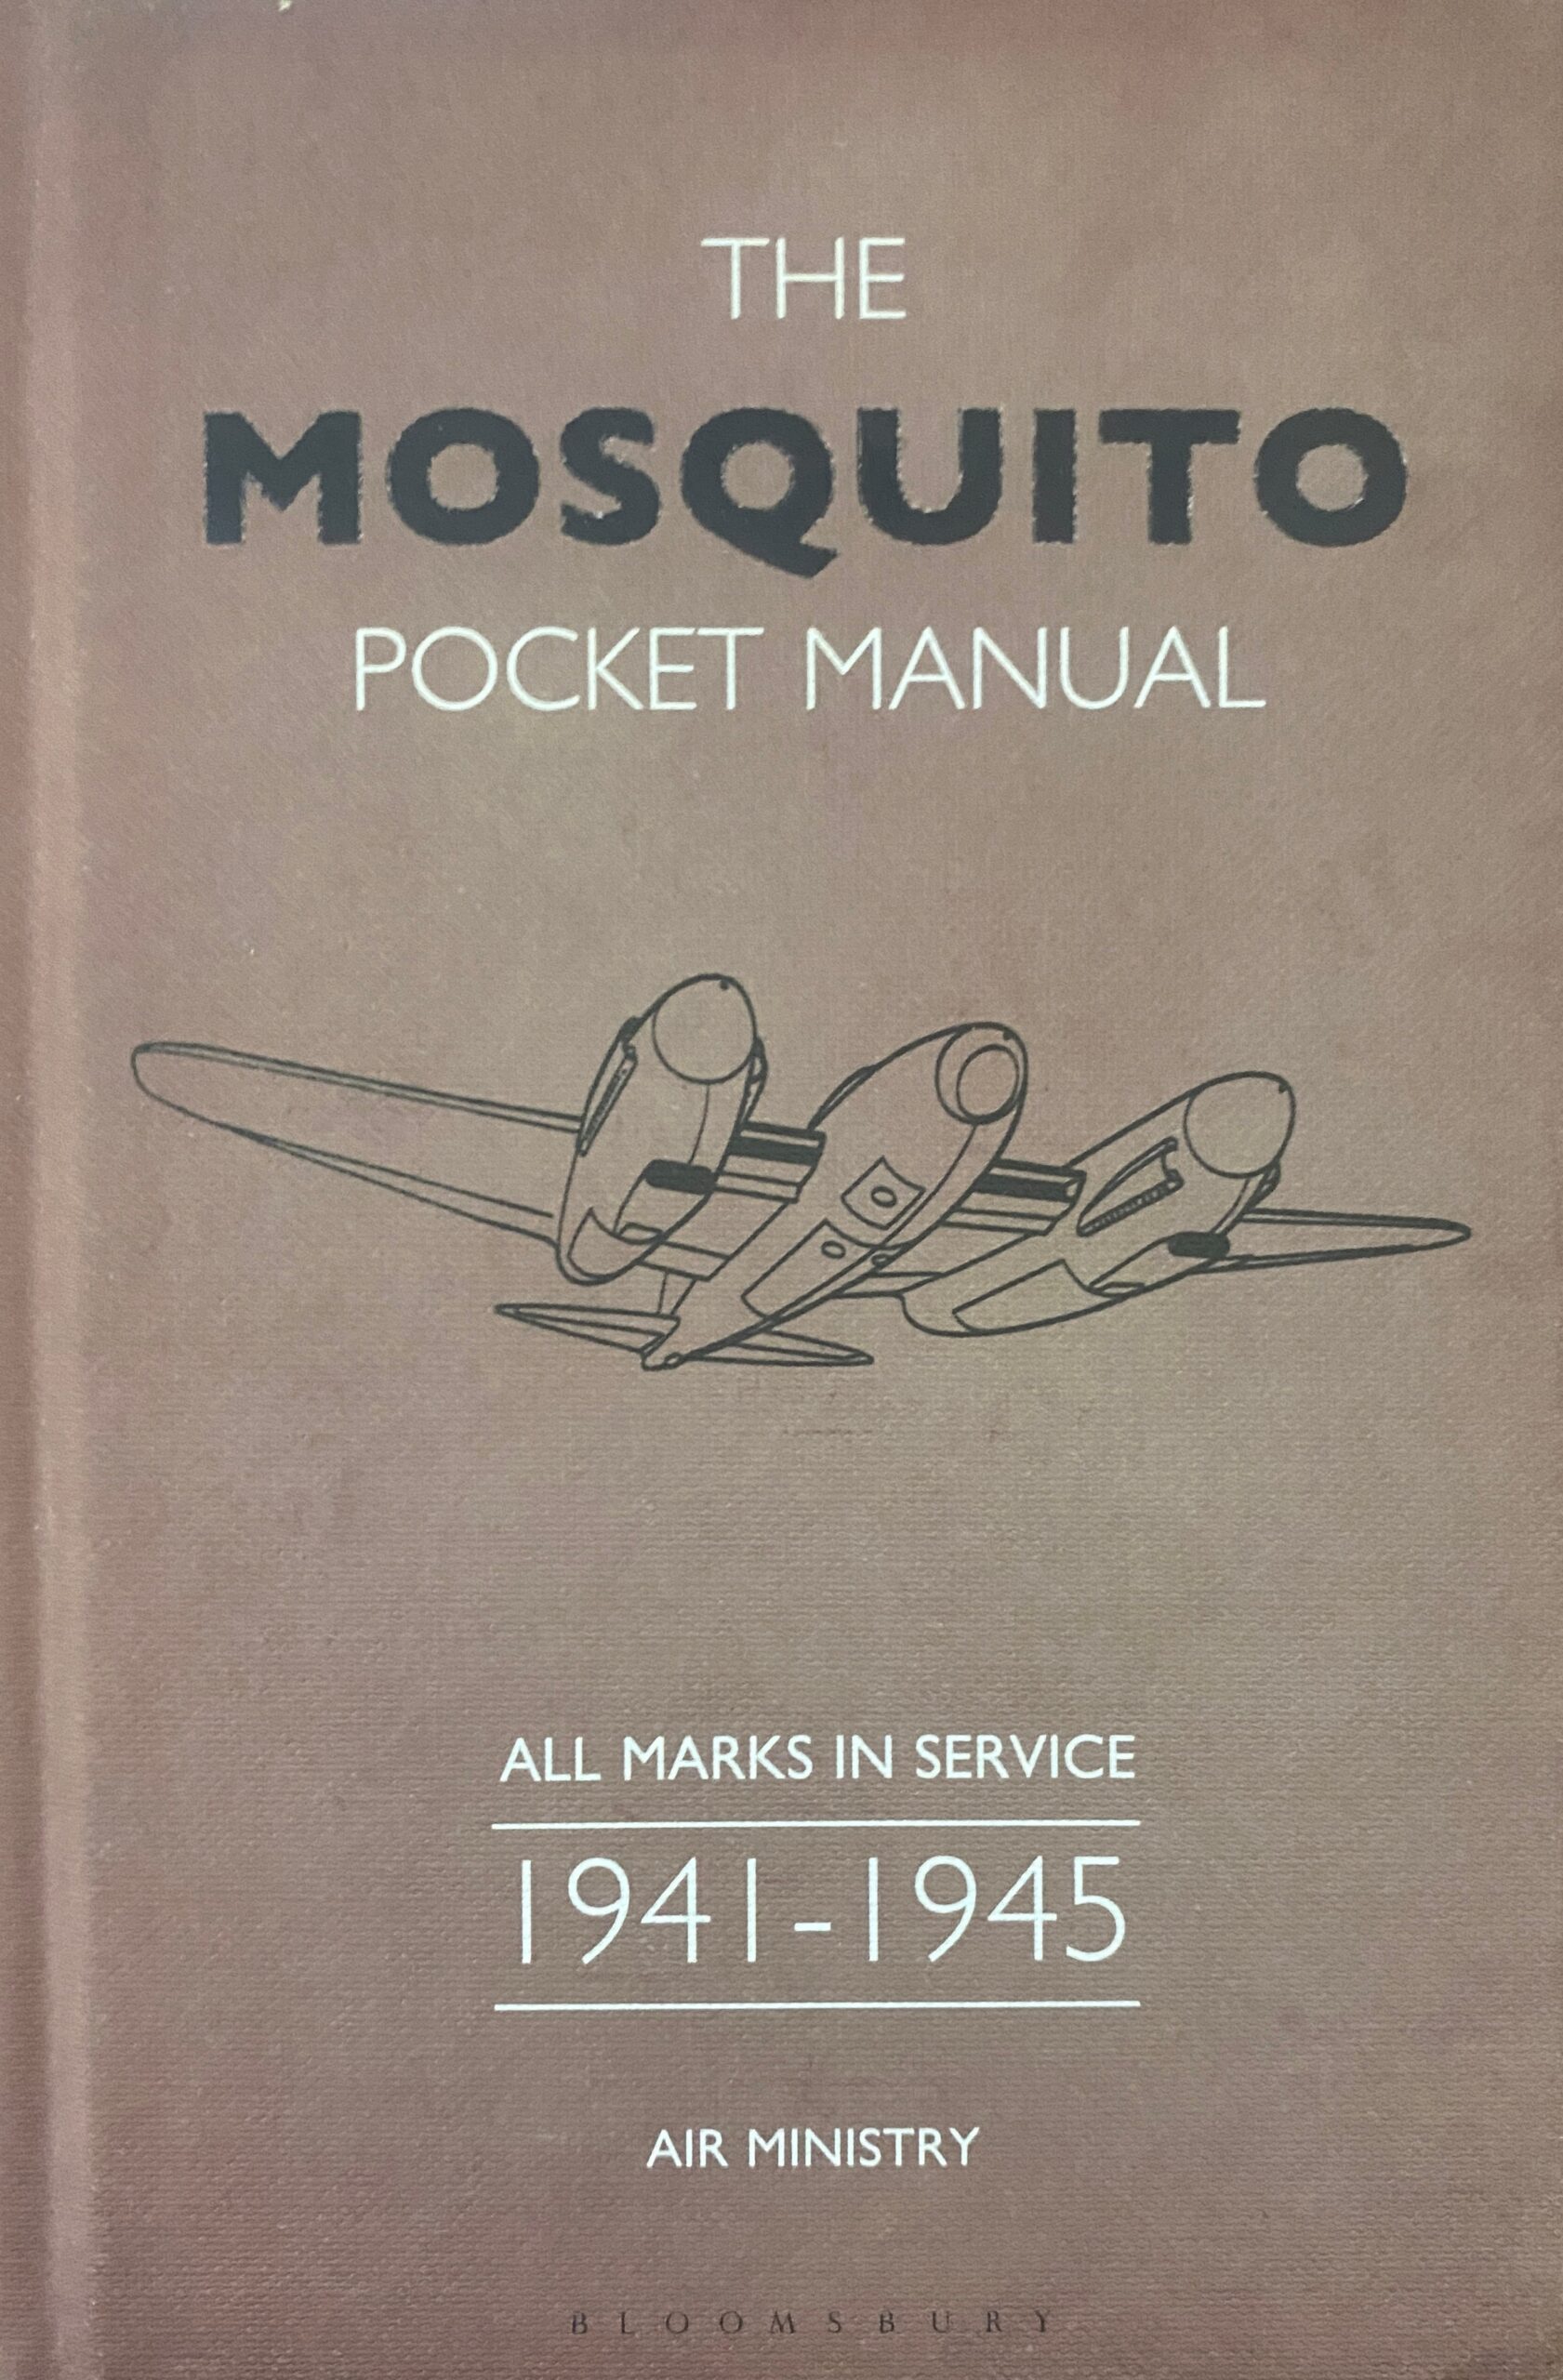 THE
MOSQUITO
POCKET MANUAL
ALL MARKS IN SERVICE
1941-1945
AIR MINISTRY
BLOOMSBURY